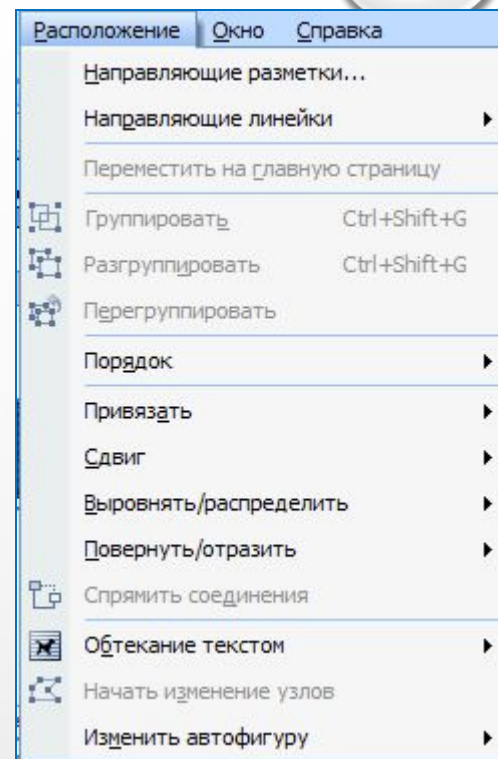 Расположение Окно Справка
Направляющие разметки...
Направляющие линейки
Переместить на главную страницу
Группировать Ctrl+Shift+G
Разгруппировать Ctrl+Shift+G
Перегруппировать
Порядок
Привязать
Сдвиг
Выровнять/распределить
Повернуть/отразить
Спрямить соединения
Обтекание текстом
Начать изменение узлов
Изменить автофигуру